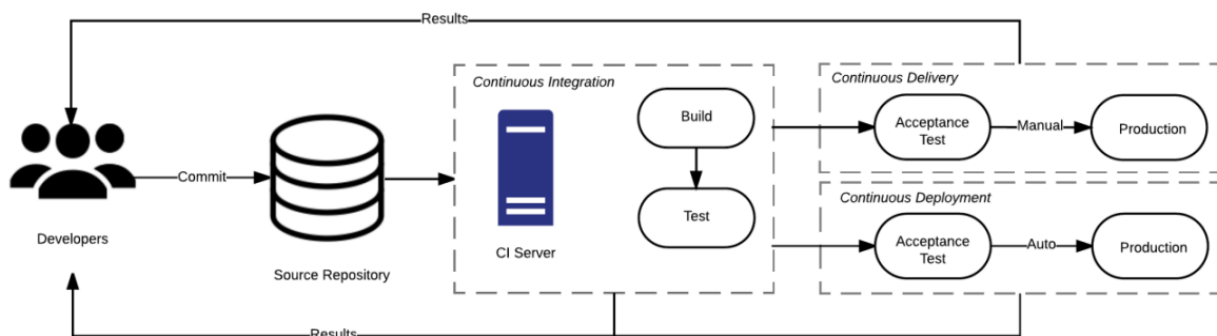 Results
Continuous Integration
Continuous Delivery
Build
Acceptance
Test
Manual
Production
Commit
Test
Continuous Deployment
Developers
CI Server
Acceptance
Test
Auto
Production
Source Repository
Results